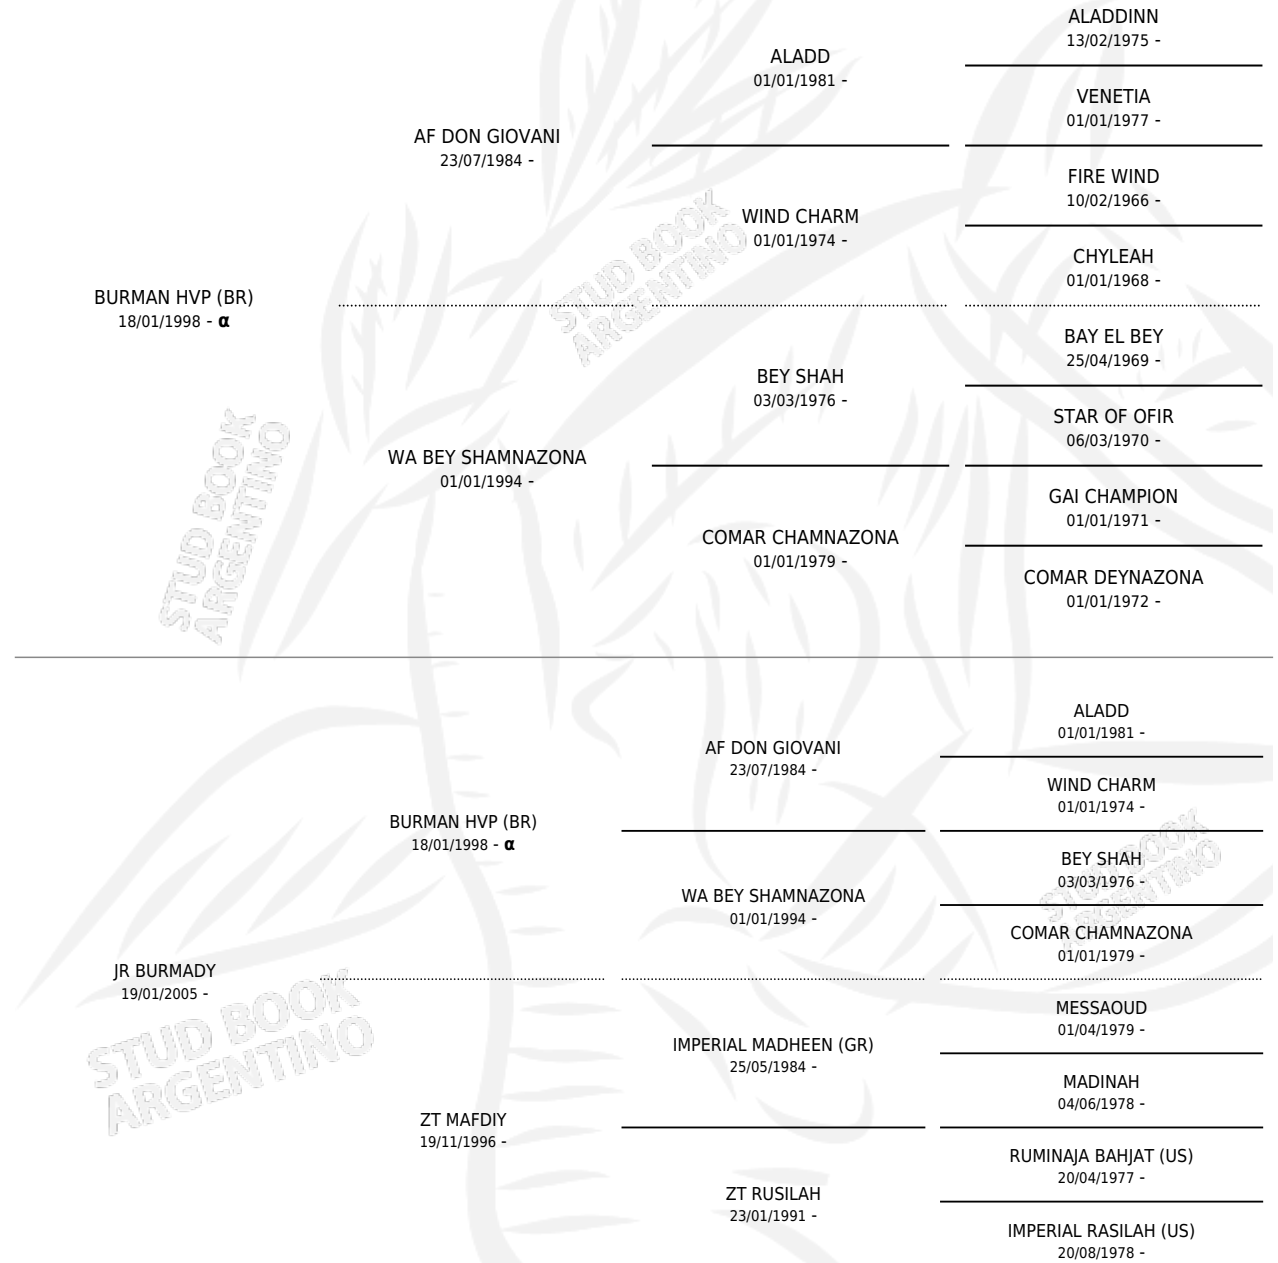 ALADDINN
13/02/1975 -
ALADD
01/01/1981 -
VENETIA
01/01/1977 -
AF DON GIOVANI
23/07/1984 -
FIRE WIND
10/02/1966 -
WIND CHARM
01/01/1974 -
CHYLEAH
01/01/1968 -
BURMAN HVP (BR)
18/01/1998 - α
BAY EL BEY
25/04/1969 -
BEY SHAH
03/03/1976 -
STAR OF OFIR
06/03/1970 -
WA BEY SHAMNAZONA
01/01/1994 -
GAI CHAMPION
01/01/1971 -
COMAR CHAMNAZONA
01/01/1979 -
COMAR DEYNAZONA
01/01/1972 -
STUD BOOK
ARGENTINO
STUD BOOK
ARGENTINO
ALADD
01/01/1981 -
AF DON GIOVANI
23/07/1984 -
WIND CHARM
01/01/1974 -
BURMAN HVP (BR)
18/01/1998 - α
BEY SHAH
03/03/1976 -
WA BEY SHAMNAZONA
01/01/1994 -
COMAR CHAMNAZONA
01/01/1979 -
JR BURMADY
19/01/2005 -
MESSAOUD
01/04/1979 -
IMPERIAL MADHEEN (GR)
25/05/1984 -
MADINAH
04/06/1978 -
ZT MAFDIY
19/11/1996 -
RUMINAJA BAHJAT (US)
20/04/1977 -
ZT RUSILAH
23/01/1991 -
IMPERIAL RASILAH (US)
20/08/1978 -
STUD BOOK
ARGENTINO
STUD BOOK
ARGENTINO